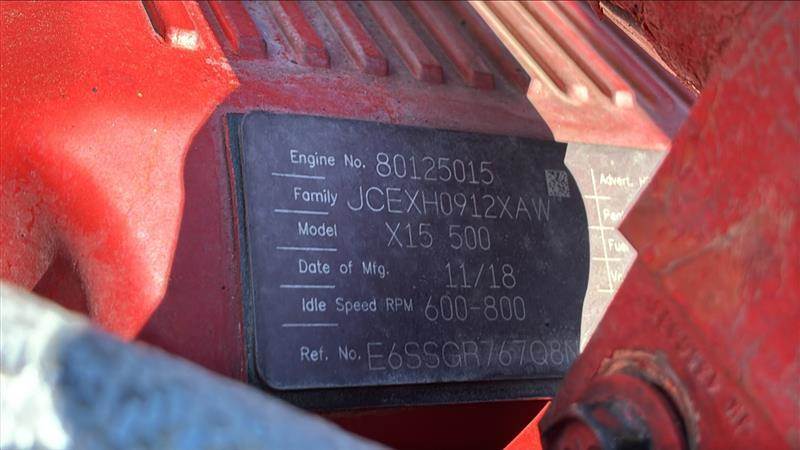 Engine No. 80125015
Family JCEXH0912XAW
Model X15 500
Date of Mfg. 11/18
Idle Speed RPM 600-800
Ref. No.
Advert.